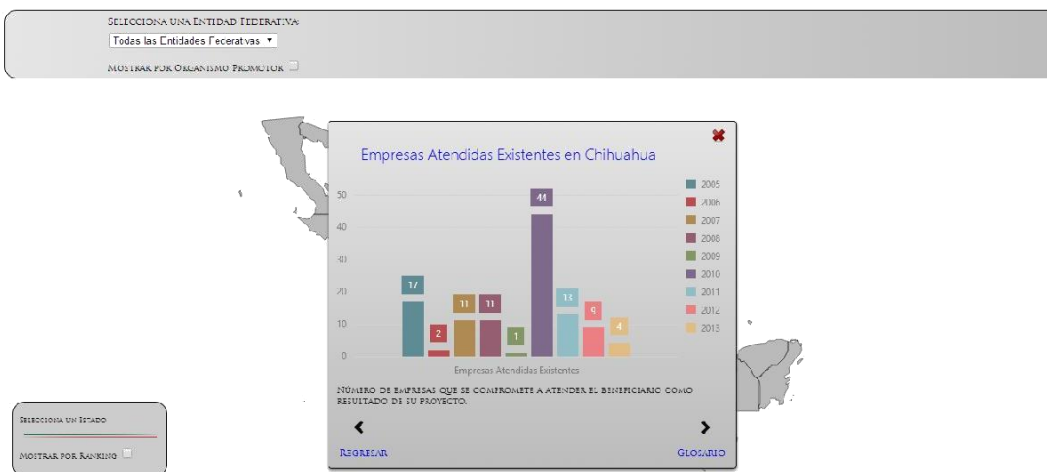 SELECCIONA UNA ENTIDAD FEDERATIVA:
Todas las Entidades Federativas
MOSTRAR POR ORGANISMO PROMOTOR
Empresas Atendidas Existentes en Chihuahua
50
40
30
20
10
0
17
2
11
11
1
44
13
9
4
2005
2006
2007
2008
2009
2010
2011
2012
2013
Empresas Atendidas Existentes
NÚMERO DE EMPRESAS QUE SE COMPROMETE A ATENDER EL BENEFICIARIO COMO
RESULTADO DE SU PROYECTO.
REGRESAR
GLOSARIO
SELECCIONA UN ESTADO
MOSTRAR POR RANKING